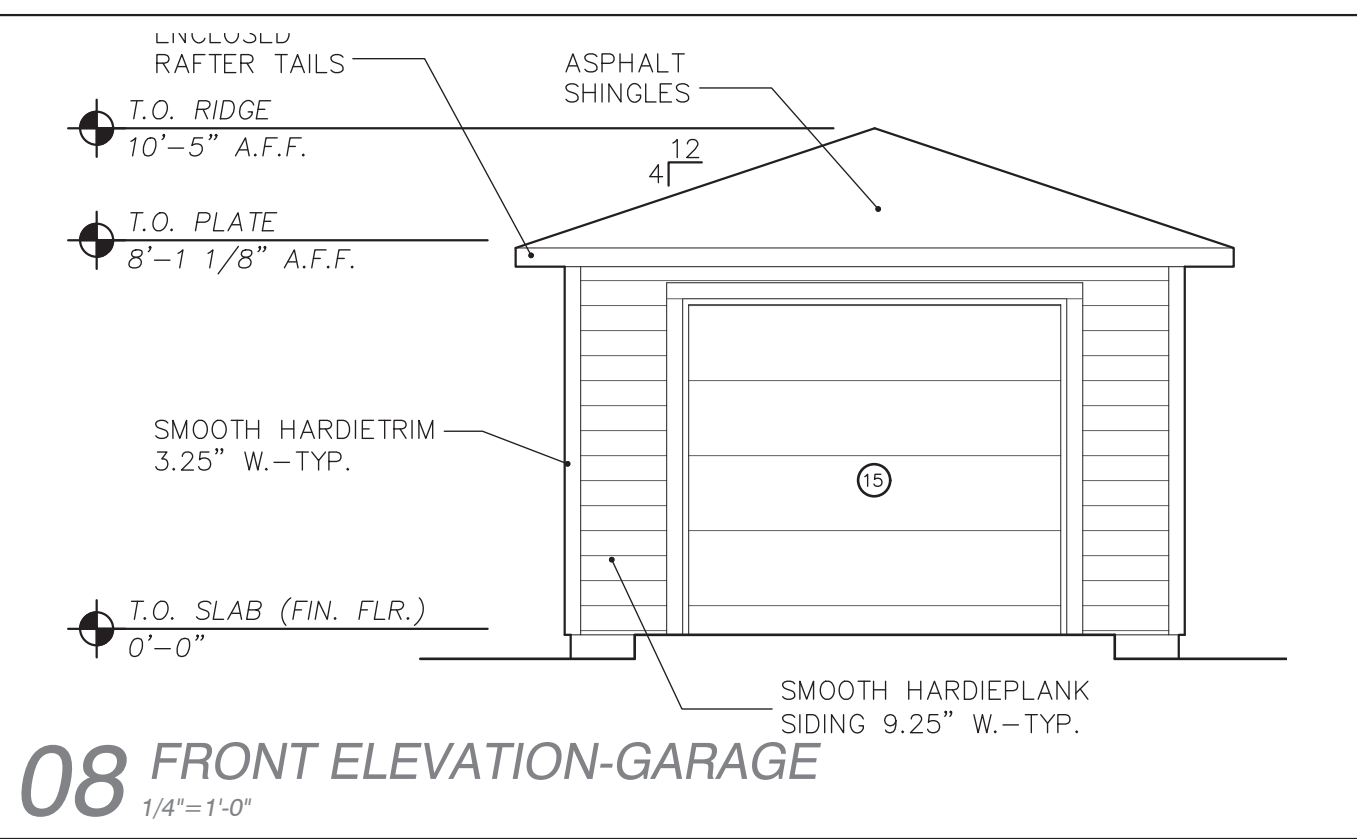 ENCLOSED
RAFTER TAILS
ASPHALT
SHINGLES
T.O. RIDGE
10'-5" A.F.F.
12
4
T.O. PLATE
8'-1 1/8" A.F.F.
SMOOTH HARDIETRIM
3.25" W.-TYP.
15
T.O. SLAB (FIN. FLR.)
0'-0"
SMOOTH HARDIEPLANK
SIDING 9.25" W.-TYP.
08 FRONT ELEVATION-GARAGE
1/4"=1'-0"